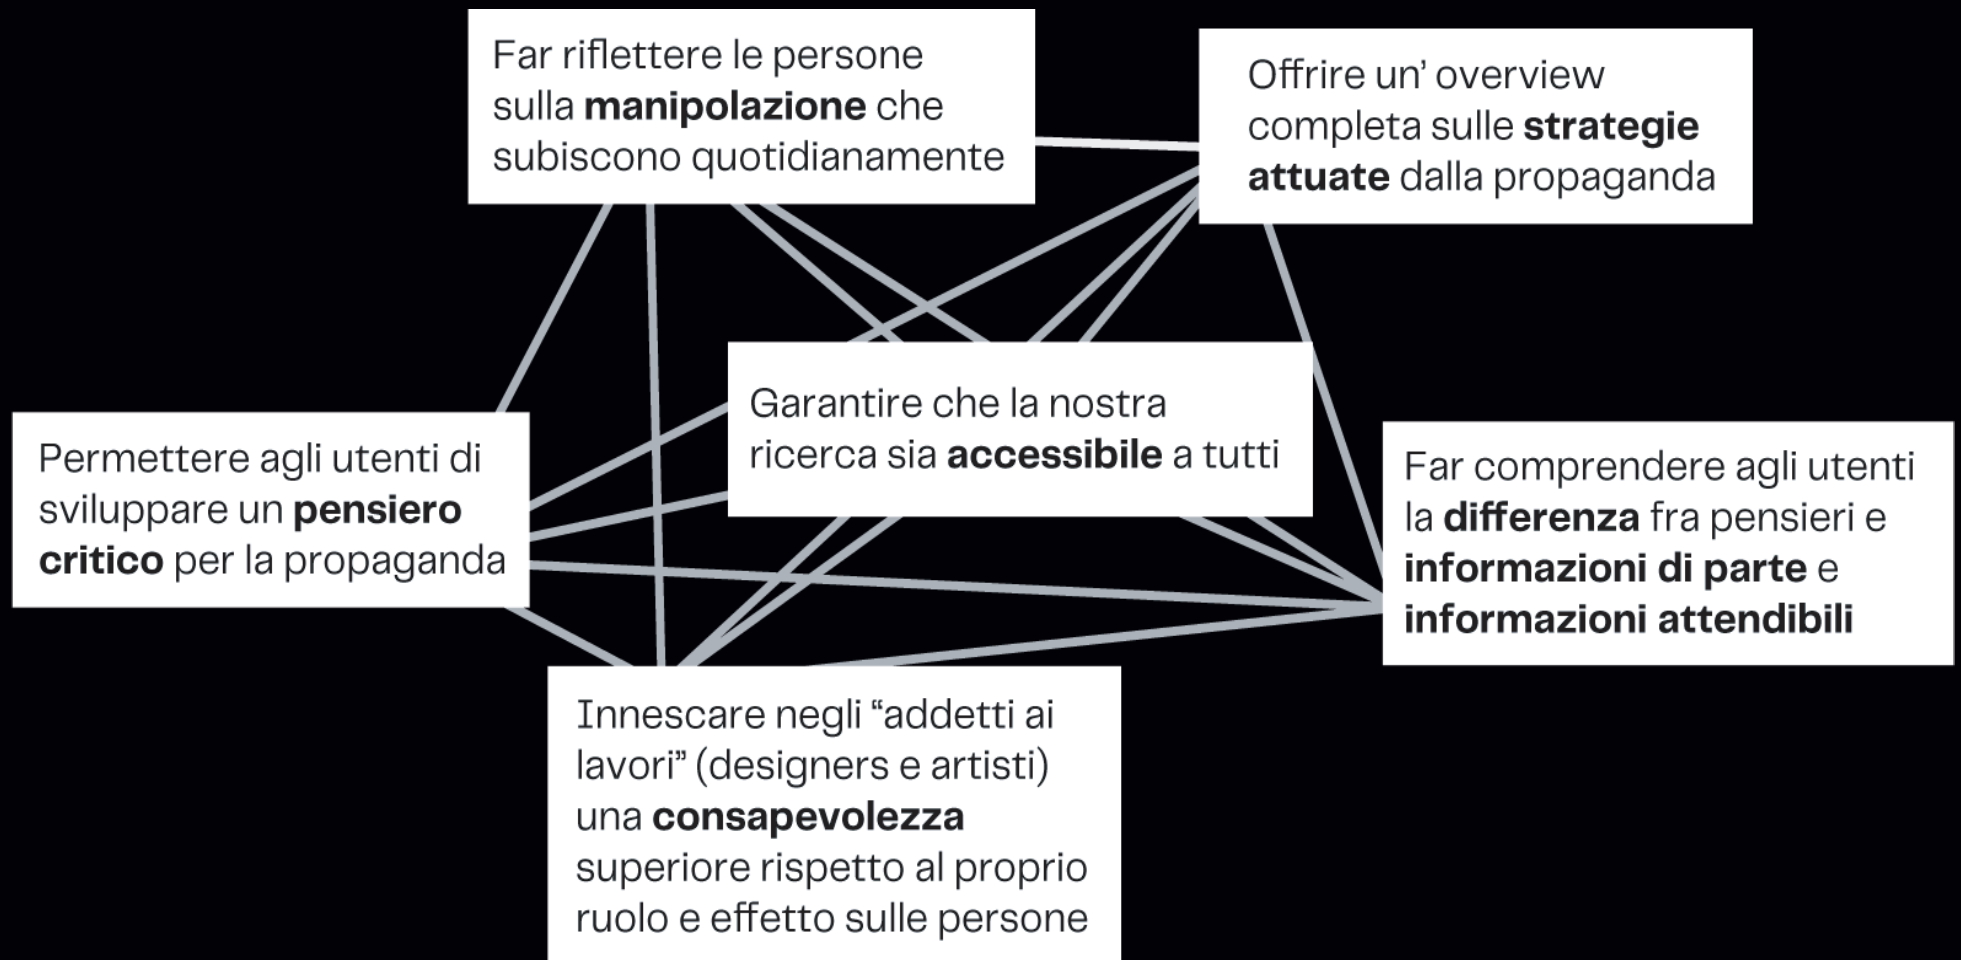 Far riflettere le persone
sulla manipolazione che
subiscono quotidianamente
Offrire un’ overview
completa sulle strategie
attuate dalla propaganda
Garantire che la nostra
ricerca sia accessibile a tutti
Permettere agli utenti di
sviluppare un pensiero
critico per la propaganda
Far comprendere agli utenti
la differenza fra pensieri e
informazioni di parte e
informazioni attendibili
Innescare negli “addetti ai
lavori” (designers e artisti)
una consapevolezza
superiore rispetto al proprio
ruolo e effetto sulle persone